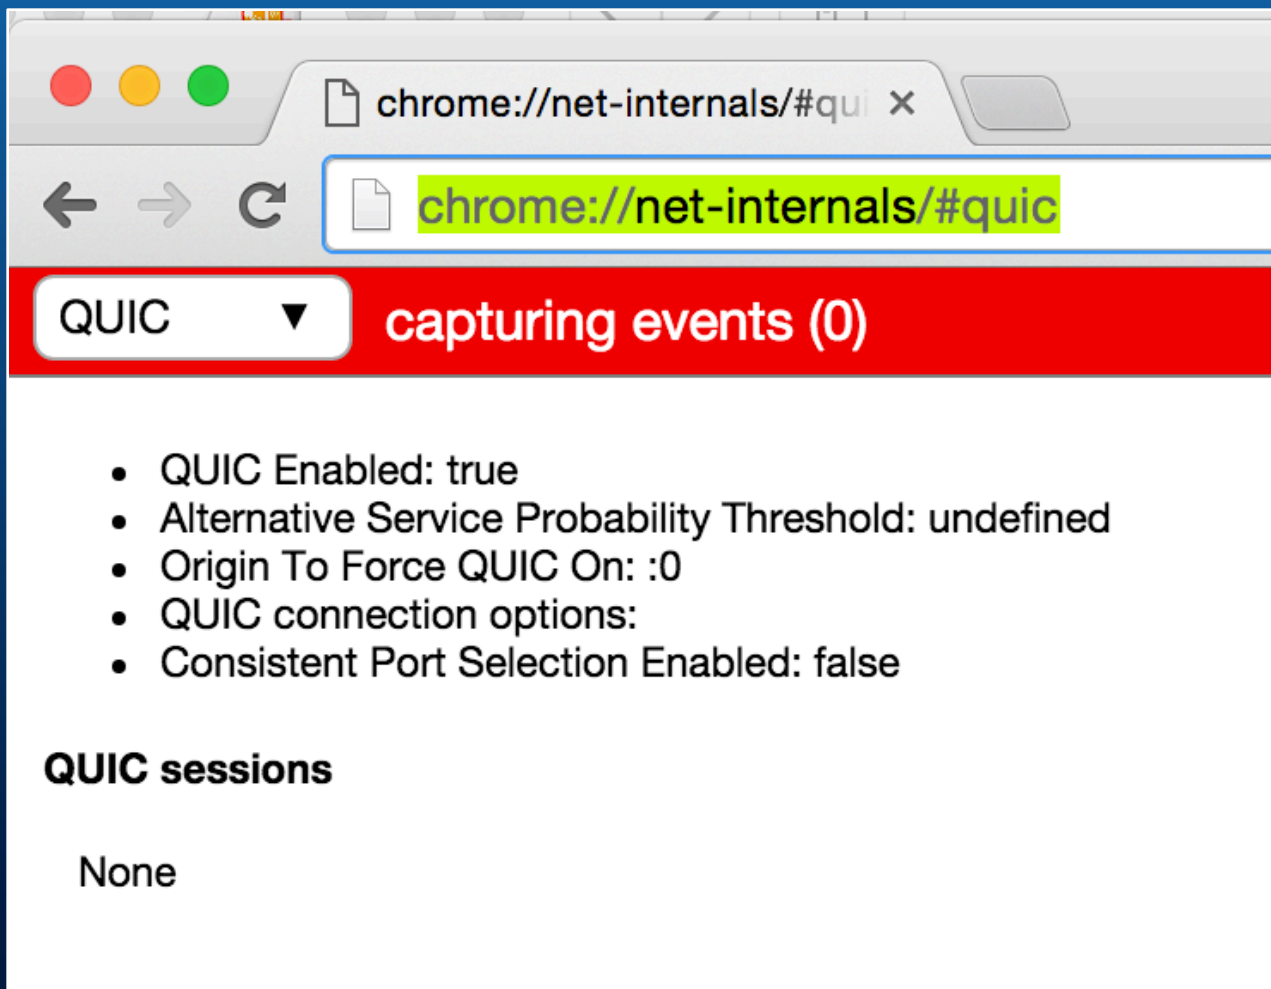 chrome://net-internals/#qui
chrome://net-internals/#quic
QUIC
capturing events (0)
QUIC Enabled: true
Alternative Service Probability Threshold: undefined
Origin To Force QUIC On: :0
QUIC connection options:
Consistent Port Selection Enabled: false
QUIC sessions
None